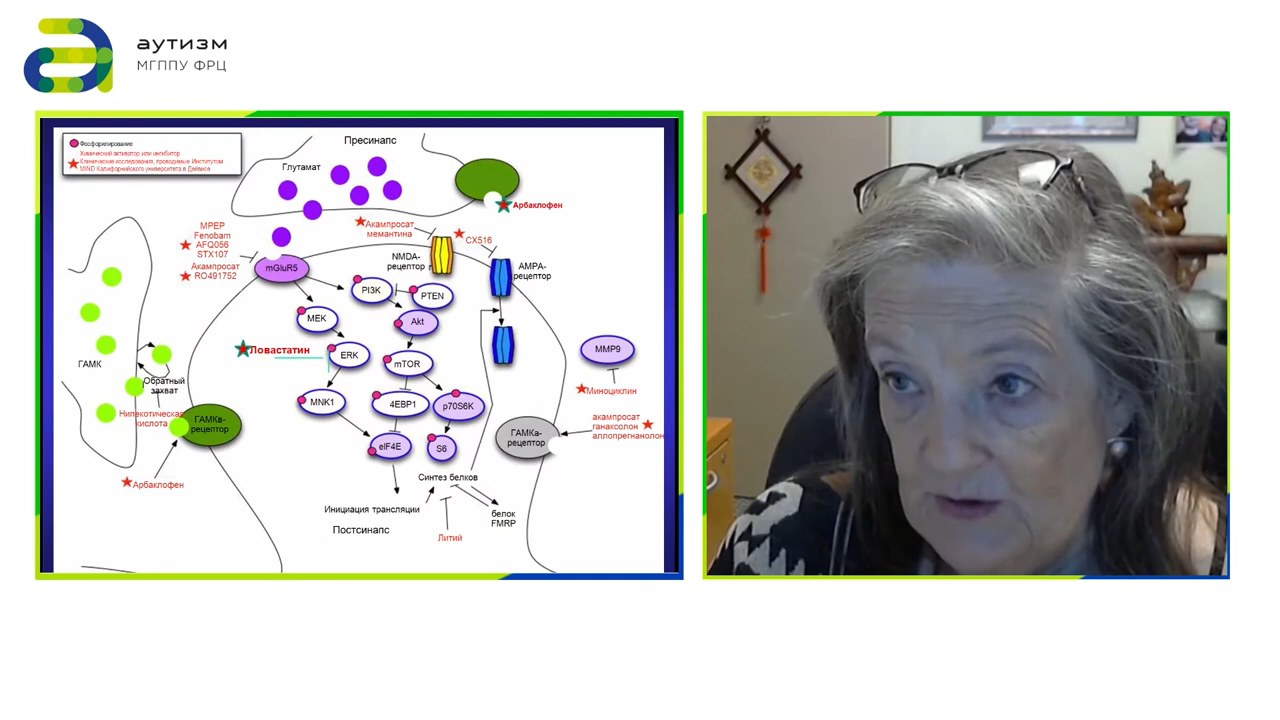 аутизм
МГППУ ФРЦ
Фосфорилирование
Химический активатор или ингибитор
Клинические исследования, проводимые Институтом
MIND Калифорнийского университета в Дейвисе
Пресинапс
Глутамат
Арбаклофен
MPEP
Fenobam
AFQ056
STX107
Акампросат
RO491752
Акампросат
мемантина
CX516
NMDA-
рецептор
AMPA-
рецептор
mGluR5
PI3K
PTEN
MEK
Akt
Ловастатин
ERK
mTOR
MMP9
Миноциклин
ГАМК
Обратный
захват
Нипекотическая
кислота
ГАМКв-
рецептор
MNK1
4EBP1
p70S6K
eIF4E
S6
ГАМКа-
рецептор
акампросат
ганаксолон
аллопрегнанолон
Арбаклофен
Синтез белков
Инициация трансляции
белок
FMRP
Постсинапс
Литий